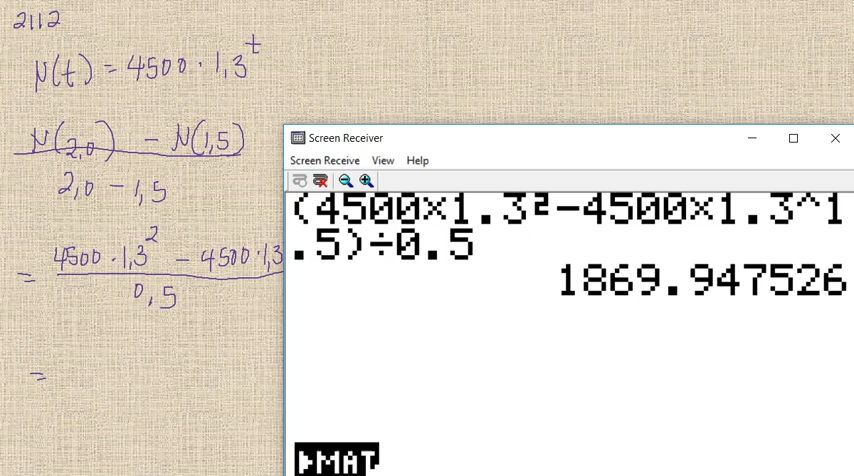 2112
N(t) = 4500 · 1,3^t
N(2,0) - N(1,5)
2,0 - 1,5
= 4500 · 1,3^2 - 4500 · 1,3
0,5
=
Screen Receiver
Screen Receive View Help
(4500×1.3²-4500×1.3^1
.5)÷0.5
1869.947526
▶MAT